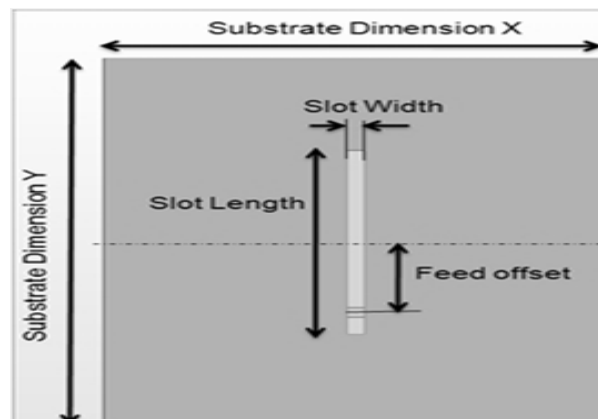 Substrate Dimension X
Slot Width
Slot Length
Substrate Dimension Y
Feed offset